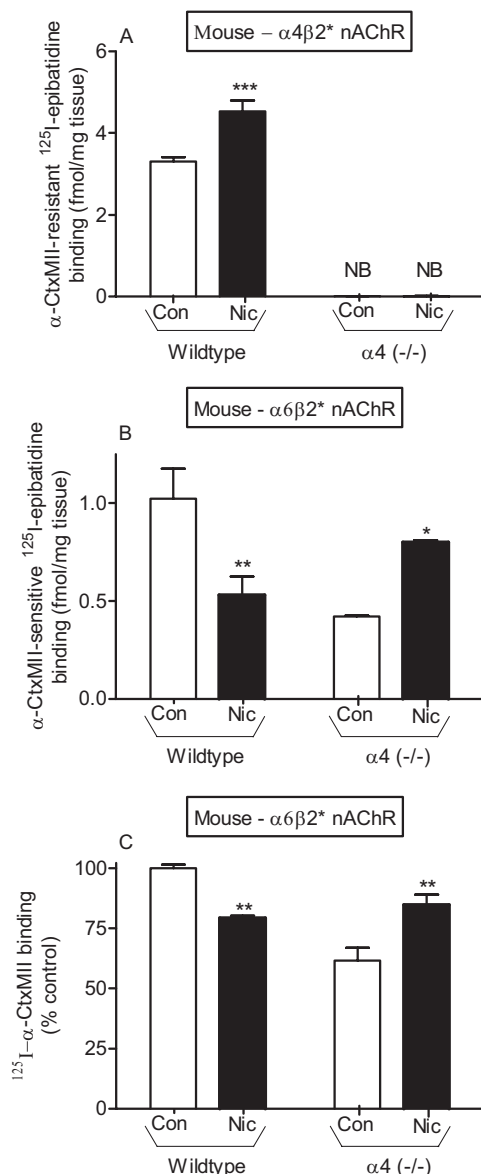 Mouse – α4β2* nAChR
A
α-CtxMII-resistant ¹²⁵I-epibatidine
binding (fmol/mg tissue)
6
4
2
0
***
NB NB
Con Nic Con Nic
Wildtype α4 (-/-)
Mouse - α6β2* nAChR
B
α-CtxMII-sensitive ¹²⁵I-epibatidine
binding (fmol/mg tissue)
1.0
0.5
0.0
** *
Con Nic Con Nic
Wildtype α4 (-/-)
Mouse - α6β2* nAChR
C
¹²⁵I–α-CtxMII binding
(% control)
100
75
50
25
0
** **
Con Nic Con Nic
Wildtype α4 (-/-)